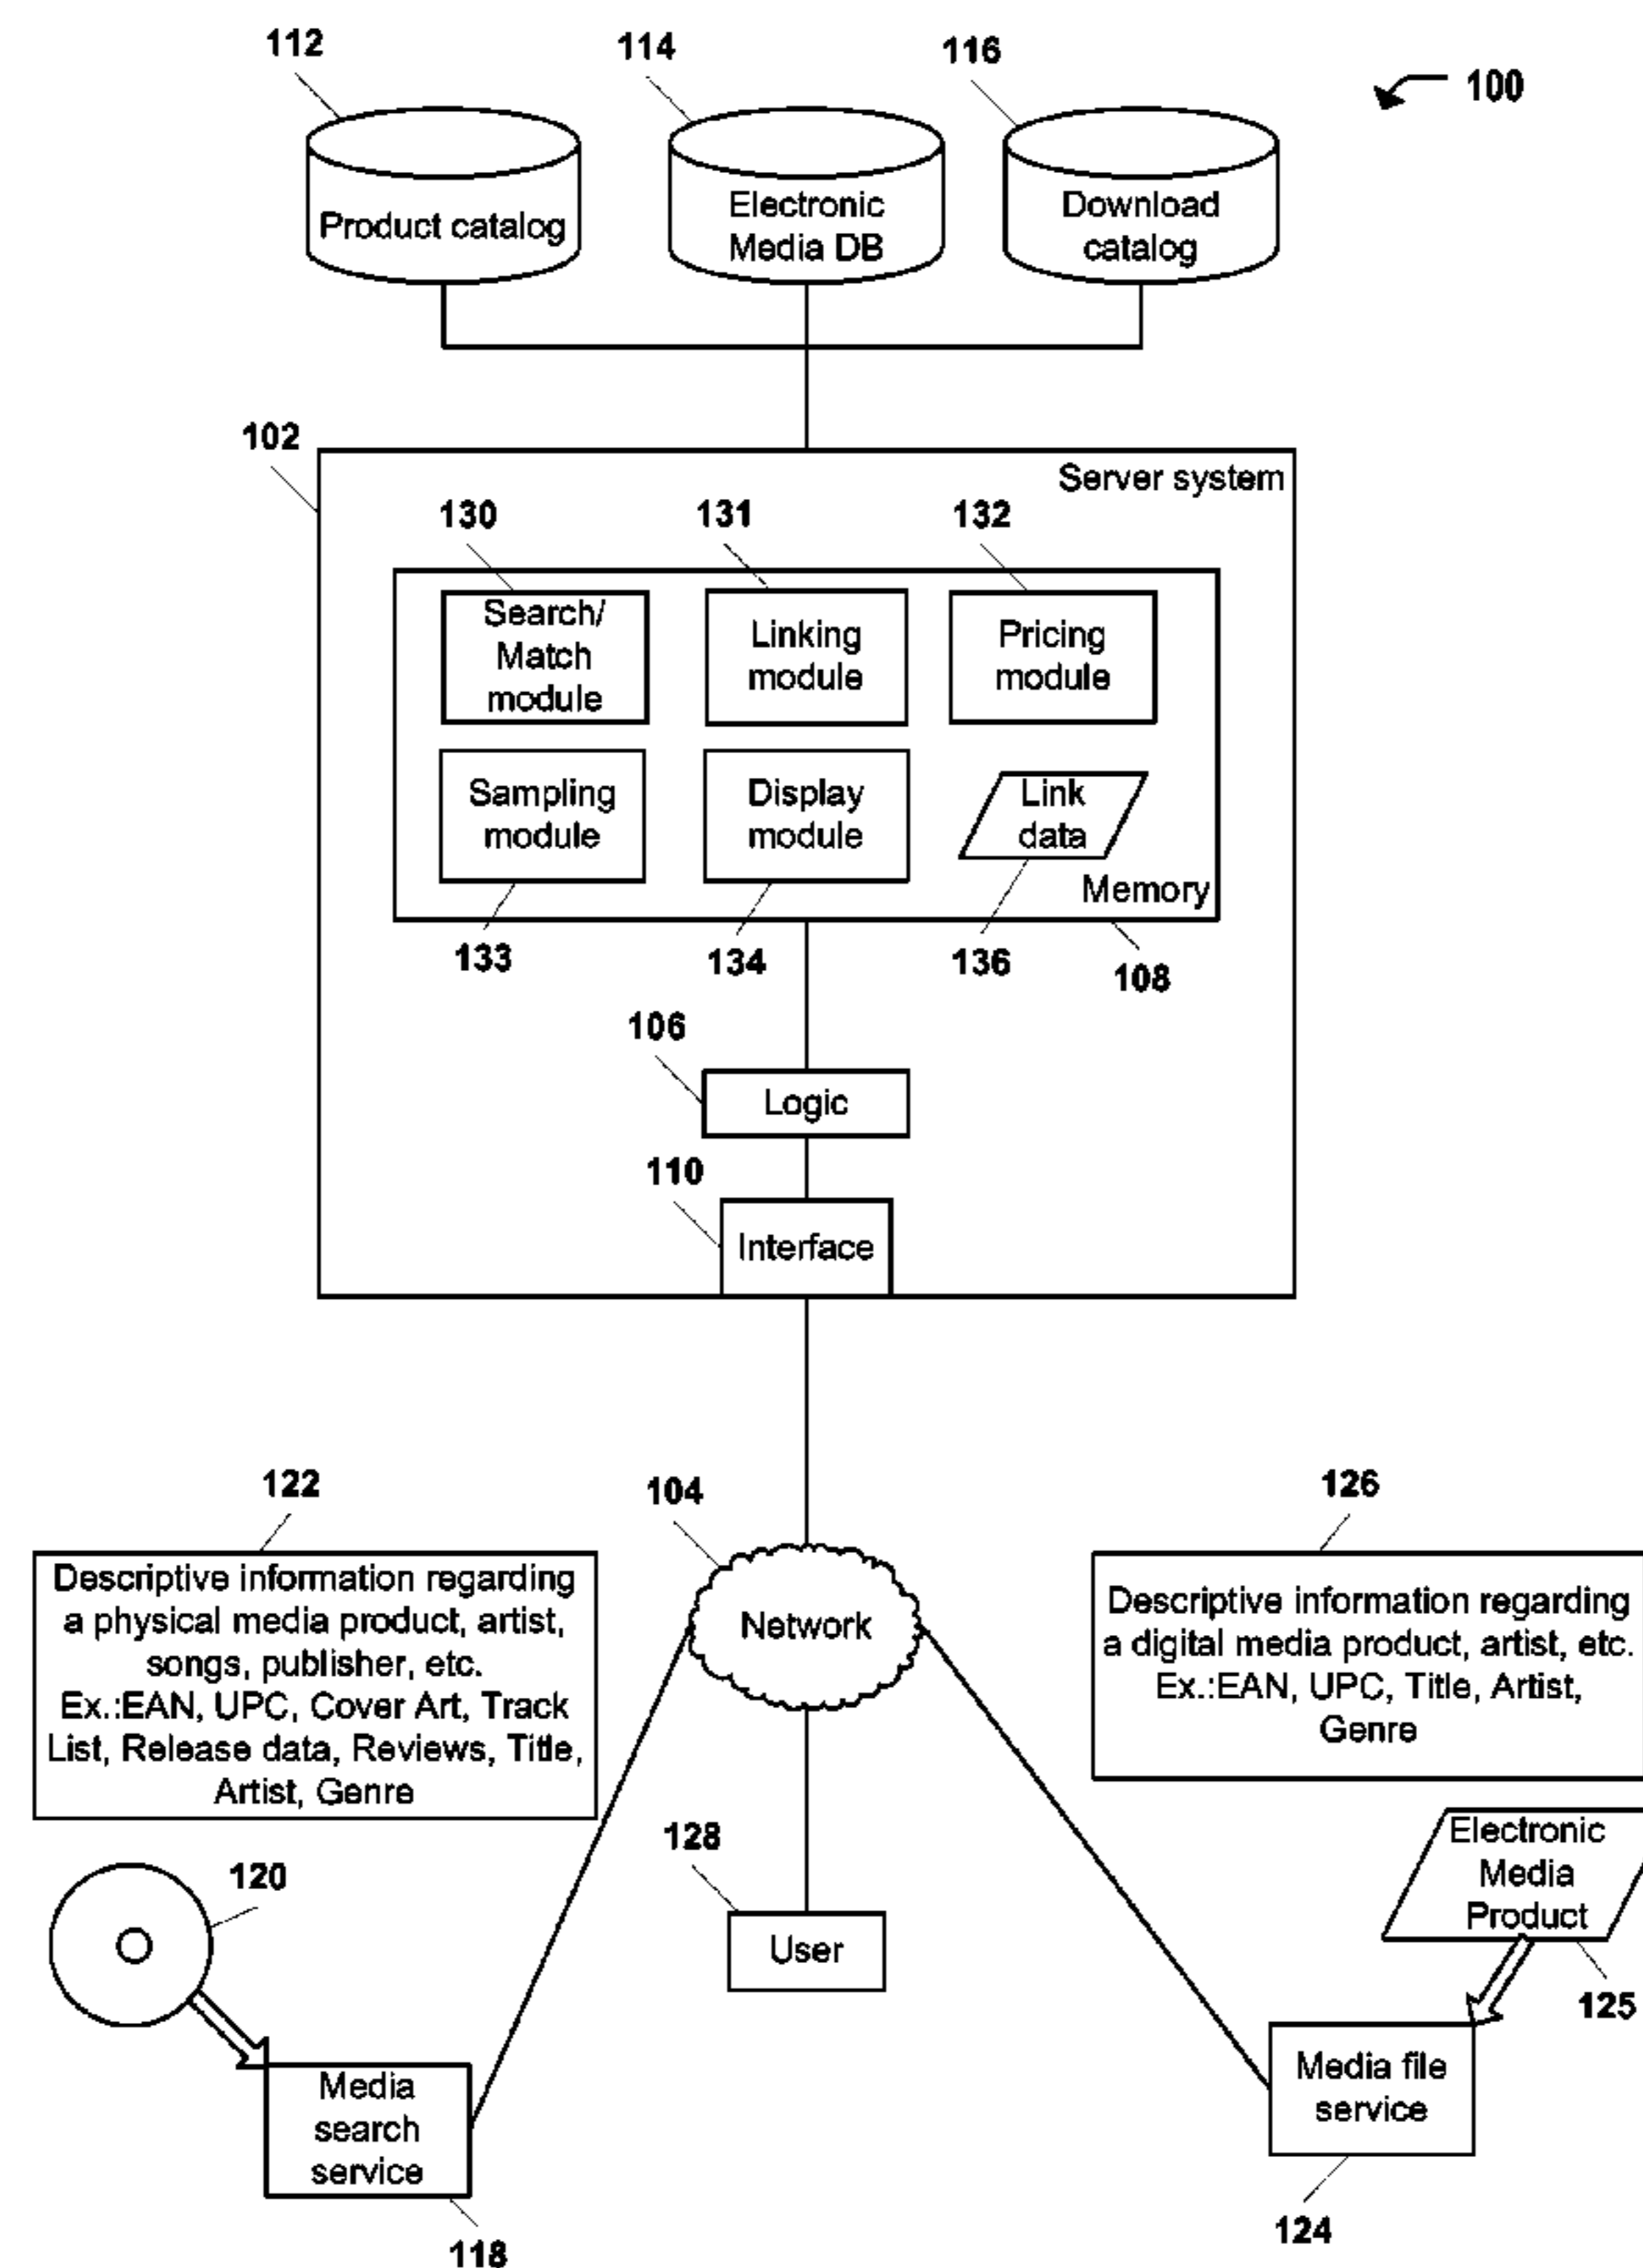 112
114
116
100
Product catalog
Electronic
Media DB
Download
catalog
102
Server system
130
131
132
Search/
Match
module
Linking
module
Pricing
module
Sampling
module
Display
module
Link
data
Memory
133
134
136
108
106
Logic
110
Interface
122
104
126
Descriptive information regarding
a physical media product, artist,
songs, publisher, etc.
Ex.:EAN, UPC, Cover Art, Track
List, Release data, Reviews, Title,
Artist, Genre
Network
Descriptive information regarding
a digital media product, artist, etc.
Ex.:EAN, UPC, Title, Artist,
Genre
120
128
User
Electronic
Media
Product
125
Media
search
service
118
Media file
service
124